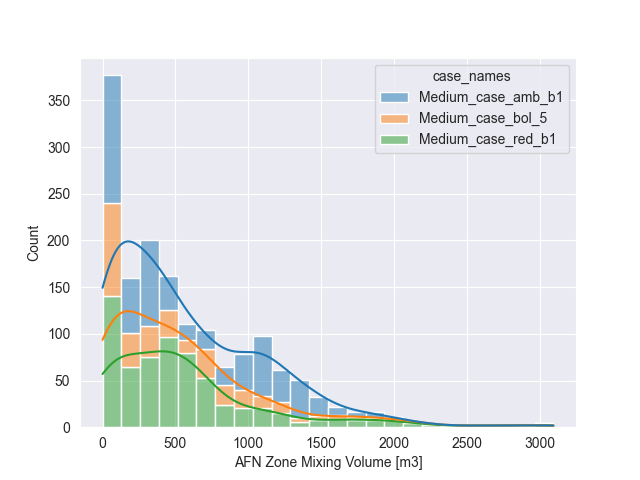 case_names
Medium_case_amb_b1
Medium_case_bol_5
Medium_case_red_b1
Count
350
300
250
200
150
100
50
0
0 500 1000 1500 2000 2500 3000
AFN Zone Mixing Volume [m3]